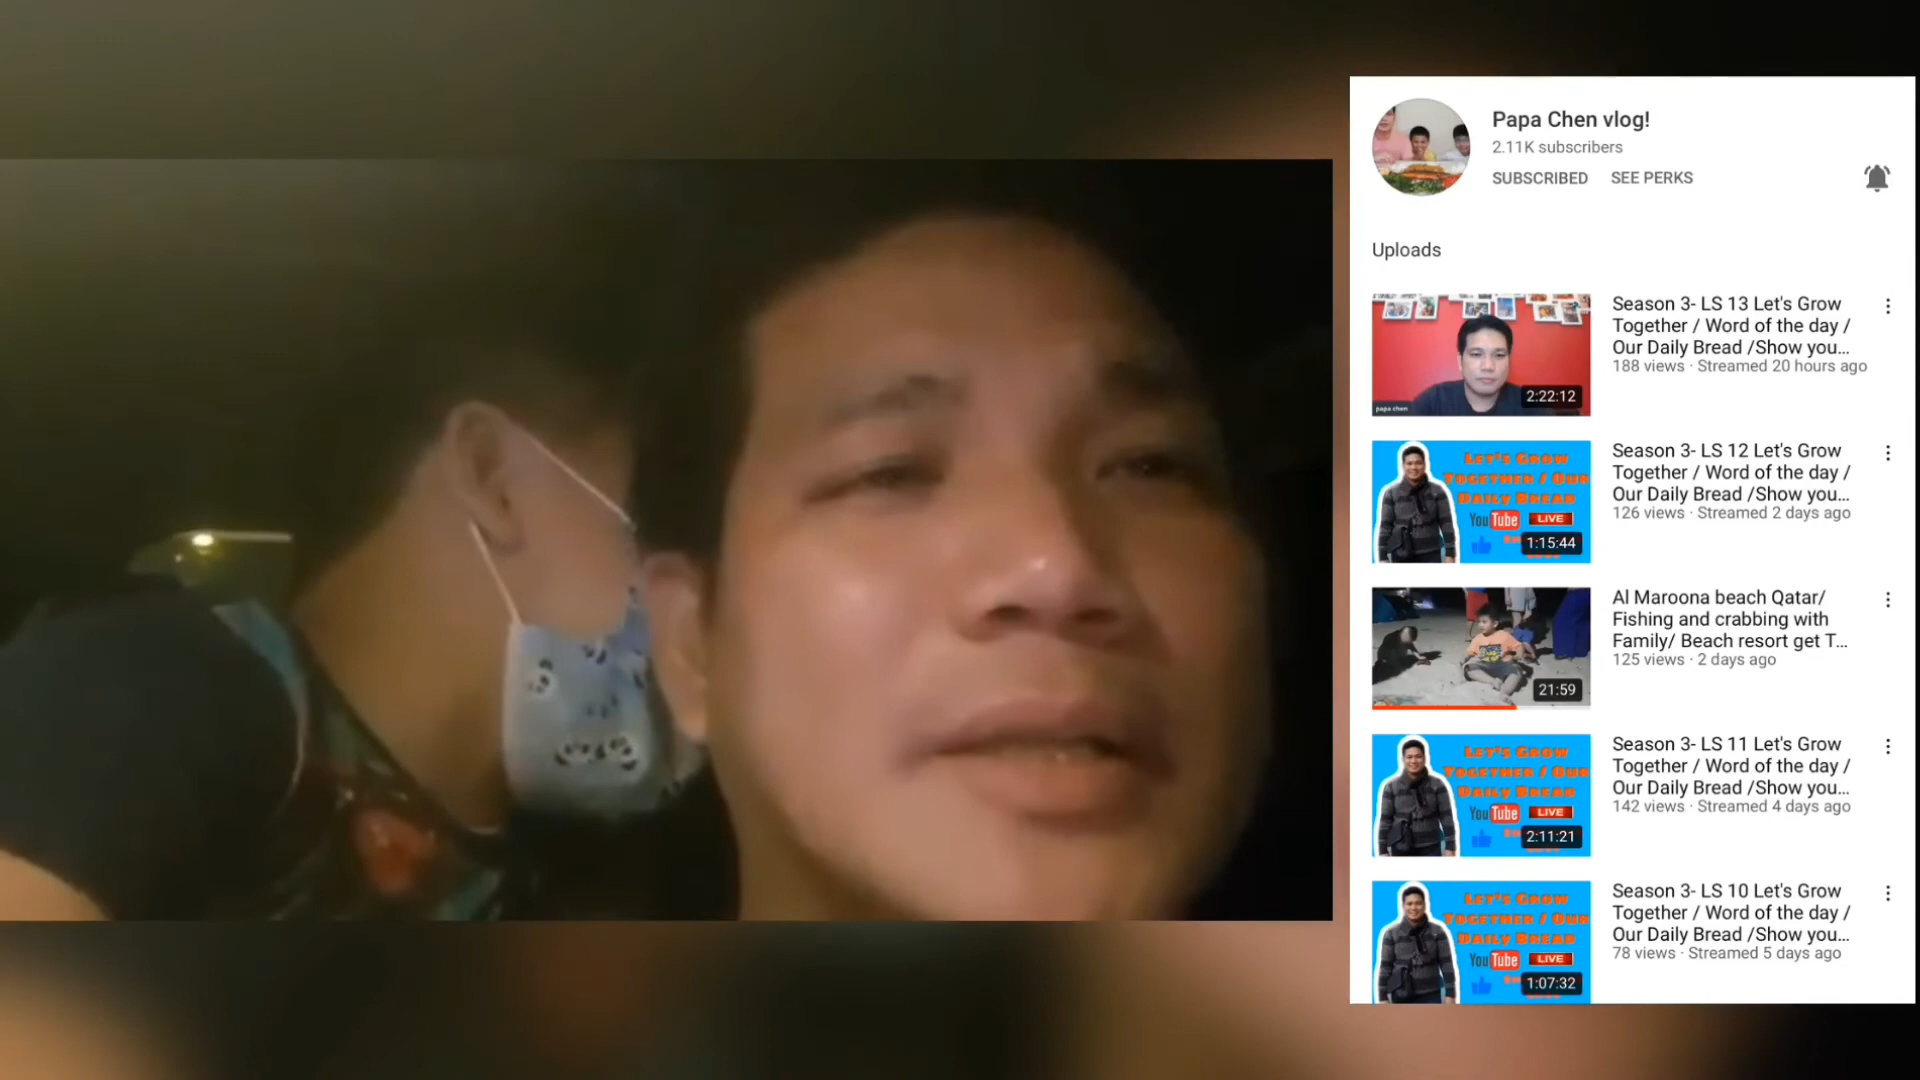 Papa Chen vlog!
2.11K subscribers
SUBSCRIBED SEE PERKS
Uploads
papa chen
2:22:12
Season 3- LS 13 Let's Grow
Together / Word of the day /
Our Daily Bread /Show you...
188 views · Streamed 20 hours ago
LET'S GROW
TOGETHER / OUR
DAILY BREAD
YouTube LIVE
1:15:44
Season 3- LS 12 Let's Grow
Together / Word of the day /
Our Daily Bread /Show you...
126 views · Streamed 2 days ago
21:59
Al Maroona beach Qatar/
Fishing and crabbing with
Family/ Beach resort get T...
125 views · 2 days ago
LET'S GROW
TOGETHER / OUR
DAILY BREAD
YouTube LIVE
2:11:21
Season 3- LS 11 Let's Grow
Together / Word of the day /
Our Daily Bread /Show you...
142 views · Streamed 4 days ago
LET'S GROW
TOGETHER / OUR
DAILY BREAD
YouTube LIVE
1:07:32
Season 3- LS 10 Let's Grow
Together / Word of the day /
Our Daily Bread /Show you...
78 views · Streamed 5 days ago